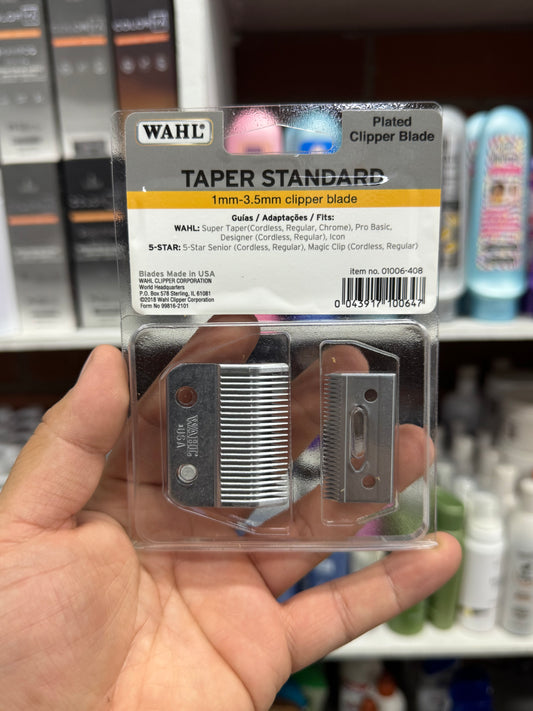 WAHL®
Plated
Clipper Blade
TAPER STANDARD
1mm-3.5mm clipper blade
Guías / Adaptações / Fits:
WAHL: Super Taper(Cordless, Regular, Chrome), Pro Basic,
Designer (Cordless, Regular), Icon
5-STAR: 5-Star Senior (Cordless, Regular), Magic Clip (Cordless, Regular)
Blades Made in USA
WAHL CLIPPER CORPORATION
World Headquarters
P.O. Box 578 Sterling, IL 61081
©2018 Wahl Clipper Corporation
Form No 99816-2101
item no. 01006-408
0 43917 10064 7
WAHL
USA